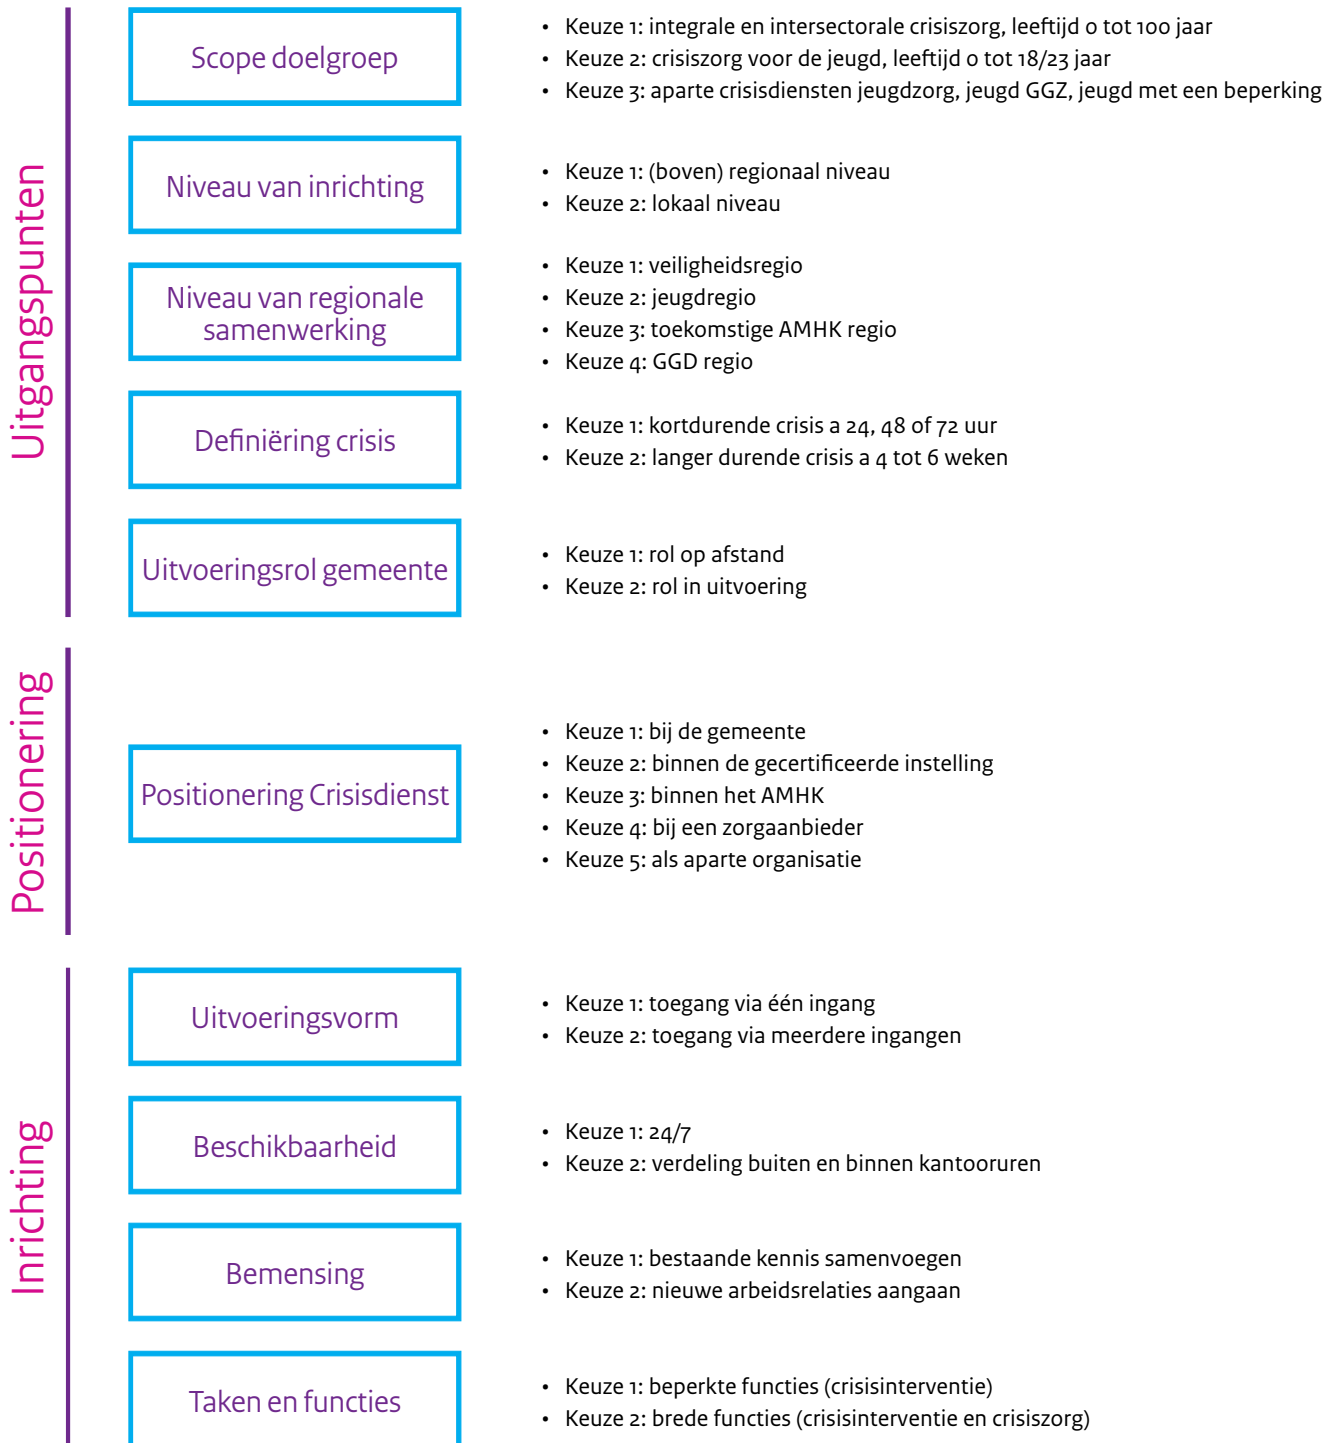 Uitgangspunten
Scope doelgroep
• Keuze 1: integrale en intersectorale crisiszorg, leeftijd 0 tot 100 jaar
• Keuze 2: crisiszorg voor de jeugd, leeftijd 0 tot 18/23 jaar
• Keuze 3: aparte crisisdiensten jeugdzorg, jeugd GGZ, jeugd met een beperking
Niveau van inrichting
• Keuze 1: (boven) regionaal niveau
• Keuze 2: lokaal niveau
Niveau van regionale
samenwerking
• Keuze 1: veiligheidsregio
• Keuze 2: jeugdregio
• Keuze 3: toekomstige AMHK regio
• Keuze 4: GGD regio
Definiëring crisis
• Keuze 1: kortdurende crisis a 24, 48 of 72 uur
• Keuze 2: langer durende crisis a 4 tot 6 weken
Uitvoeringsrol gemeente
• Keuze 1: rol op afstand
• Keuze 2: rol in uitvoering
Positionering
Positionering Crisisdienst
• Keuze 1: bij de gemeente
• Keuze 2: binnen de gecertificeerde instelling
• Keuze 3: binnen het AMHK
• Keuze 4: bij een zorgaanbieder
• Keuze 5: als aparte organisatie
Inrichting
Uitvoeringsvorm
• Keuze 1: toegang via één ingang
• Keuze 2: toegang via meerdere ingangen
Beschikbaarheid
• Keuze 1: 24/7
• Keuze 2: verdeling buiten en binnen kantooruren
Bemensing
• Keuze 1: bestaande kennis samenvoegen
• Keuze 2: nieuwe arbeidsrelaties aangaan
Taken en functies
• Keuze 1: beperkte functies (crisisinterventie)
• Keuze 2: brede functies (crisisinterventie en crisiszorg)